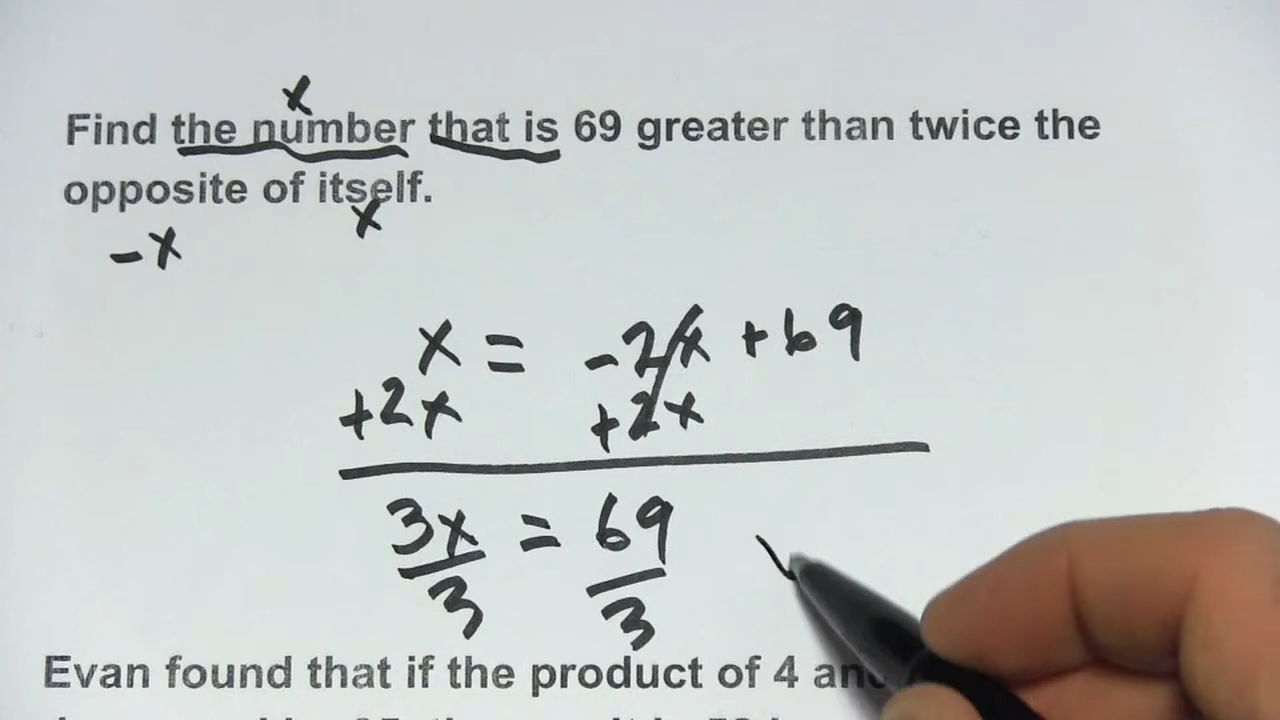 x
Find the number that is 69 greater than twice the
opposite of itself.
-x x
x = -2x + 69
+2x +2x
3x = 69
3 3
Evan found that if the product of 4